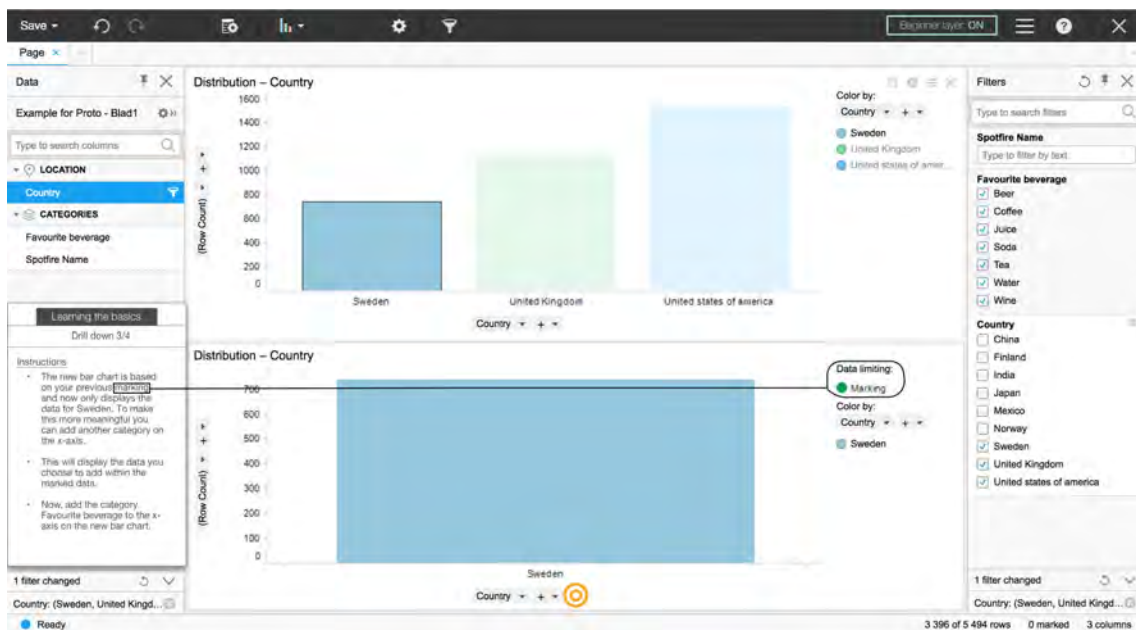 Save
Beginner layer: ON
Page
Data
Example for Proto - Blad1
Type to search columns
LOCATION
Country
CATEGORIES
Favourite beverage
Spotfire Name
Learning the basics
Drill down 3/4
Instructions
The new bar chart is based
on your previous marking
and now only displays the
data for Sweden. To make
this more meaningful you
can add another category on
the x-axis.
This will display the data you
choose to add within the
marked data.
Now, add the category
Favourite beverage to the x-
axis on the new bar chart.
1 filter changed
Country: (Sweden, United Kingd...
Ready
Distribution – Country
1600
1400
1200
1000
800
600
400
200
0
(Row Count)
Sweden
United Kingdom
United states of america
Country
Color by:
Country
Sweden
United Kingdom
United states of amer...
Distribution – Country
700
600
500
400
300
200
100
0
(Row Count)
Sweden
Country
Data limiting:
Marking
Color by:
Country
Sweden
Filters
Type to search filters
Spotfire Name
Type to filter by text
Favourite beverage
Beer
Coffee
Juice
Soda
Tea
Water
Wine
Country
China
Finland
India
Japan
Mexico
Norway
Sweden
United Kingdom
United states of america
1 filter changed
Country: (Sweden, United Kingd...
3 396 of 5 494 rows
0 marked
3 columns